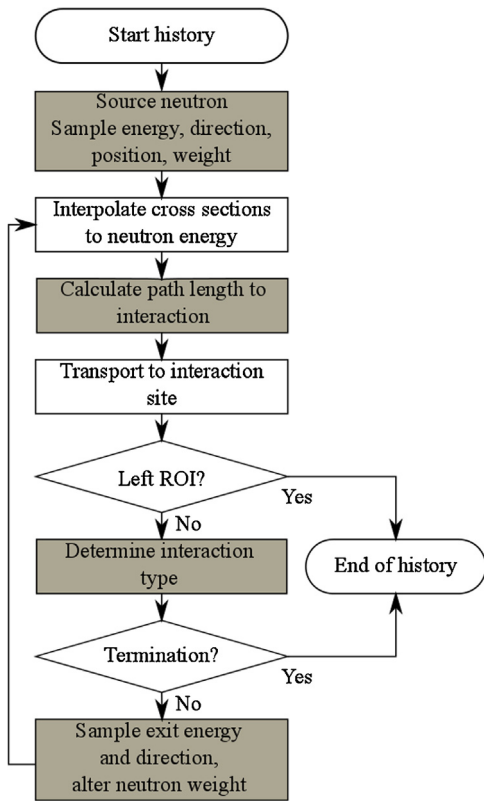 Start history
Source neutron
Sample energy, direction,
position, weight
Interpolate cross sections
to neutron energy
Calculate path length to
interaction
Transport to interaction
site
Left ROI?
Yes
No
Determine interaction
type
End of history
Termination?
Yes
No
Sample exit energy
and direction,
alter neutron weight